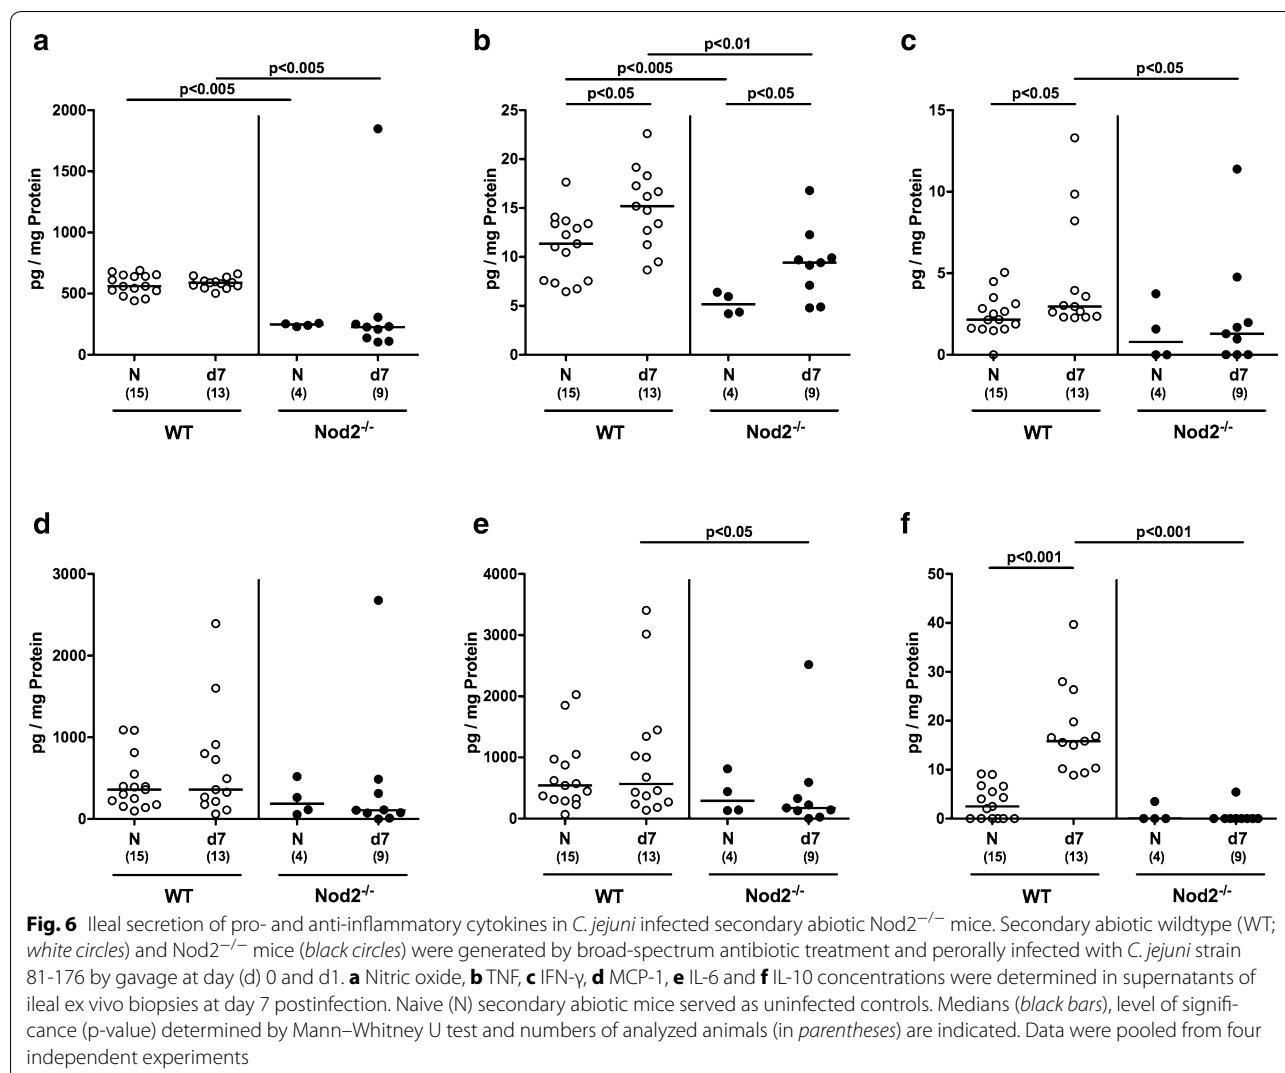 a
p<0.005
p<0.005
pg / mg Protein
2000
1500
1000
500
0
N
(15)
d7
(13)
N
(4)
d7
(9)
WT
Nod2-/-
b
p<0.01
p<0.005
p<0.05
p<0.05
pg / mg Protein
25
20
15
10
5
0
N
(15)
d7
(13)
N
(4)
d7
(9)
WT
Nod2-/-
c
p<0.05
p<0.05
pg / mg Protein
15
10
5
0
N
(15)
d7
(13)
N
(4)
d7
(9)
WT
Nod2-/-
d
pg / mg Protein
3000
2000
1000
0
N
(15)
d7
(13)
N
(4)
d7
(9)
WT
Nod2-/-
e
p<0.05
pg / mg Protein
4000
3000
2000
1000
0
N
(15)
d7
(13)
N
(4)
d7
(9)
WT
Nod2-/-
f
p<0.001
p<0.001
pg / mg Protein
50
40
30
20
10
0
N
(15)
d7
(13)
N
(4)
d7
(9)
WT
Nod2-/-
Fig. 6 Ileal secretion of pro- and anti-inflammatory cytokines in C. jejuni infected secondary abiotic Nod2−/− mice. Secondary abiotic wildtype (WT;
white circles) and Nod2−/− mice (black circles) were generated by broad-spectrum antibiotic treatment and perorally infected with C. jejuni strain
81-176 by gavage at day (d) 0 and d1. a Nitric oxide, b TNF, c IFN-γ, d MCP-1, e IL-6 and f IL-10 concentrations were determined in supernatants of
ileal ex vivo biopsies at day 7 postinfection. Naive (N) secondary abiotic mice served as uninfected controls. Medians (black bars), level of signifi-
cance (p-value) determined by Mann–Whitney U test and numbers of analyzed animals (in parentheses) are indicated. Data were pooled from four
independent experiments